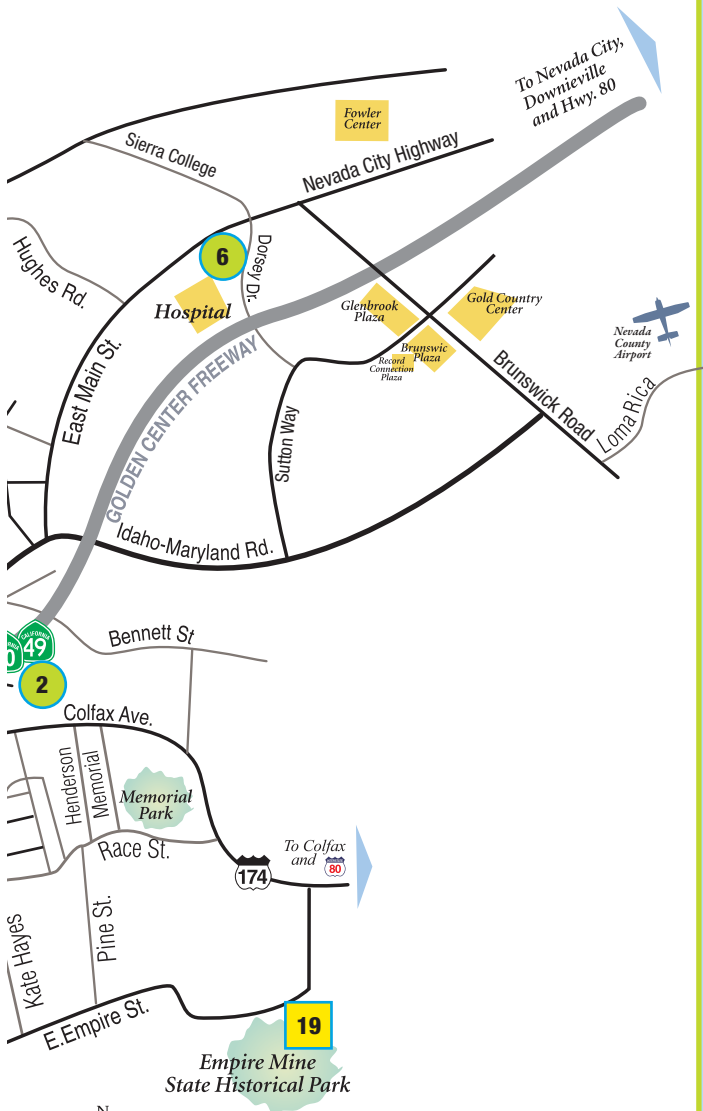 To Nevada City,
Downieville
and Hwy. 80
Fowler
Center
Sierra College
Nevada City Highway
Hughes Rd.
6
Dorsey Dr.
Hospital
Glenbrook
Plaza
Gold Country
Center
Nevada
County
Airport
Brunswic
Plaza
Record
Connection
Plaza
East Main St.
GOLDEN CENTER FREEWAY
Brunswick Road
Loma Rica
Sutton Way
Idaho-Maryland Rd.
CALIFORNIA
49
RNIA
0
2
Bennett St
Colfax Ave.
Henderson
Memorial
Memorial
Park
Race St.
To Colfax
and 80
174
Kate Hayes
Pine St.
E.Empire St.
19
Empire Mine
State Historical Park
N